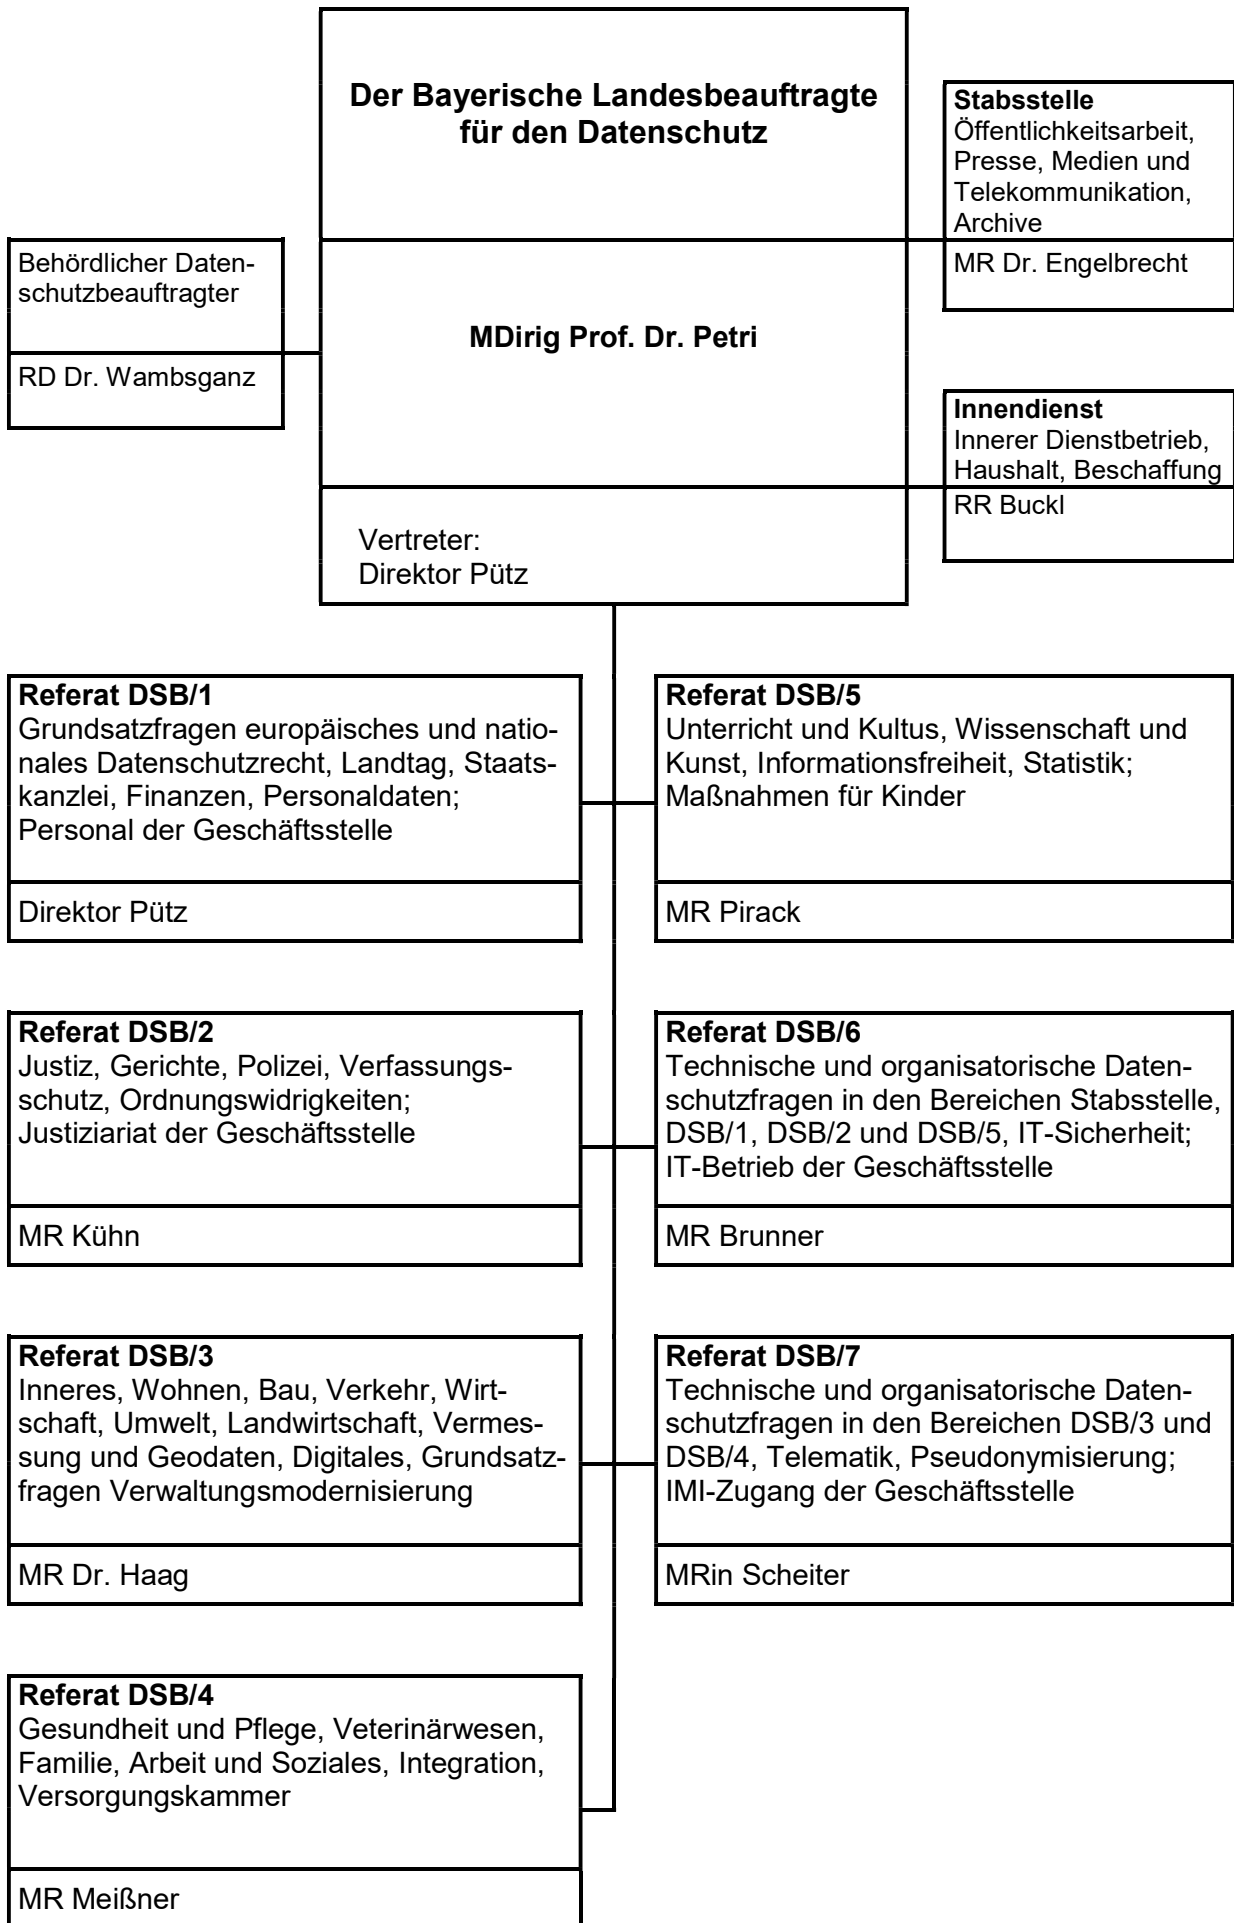 Der Bayerische Landesbeauftragte
für den Datenschutz
Stabsstelle
Öffentlichkeitsarbeit,
Presse, Medien und
Telekommunikation,
Archive
MR Dr. Engelbrecht
Behördlicher Daten-
schutzbeauftragter
RD Dr. Wambsganz
MDirig Prof. Dr. Petri
Innendienst
Innerer Dienstbetrieb,
Haushalt, Beschaffung
RR Buckl
Vertreter:
Direktor Pütz
Referat DSB/1
Grundsatzfragen europäisches und natio-
nales Datenschutzrecht, Landtag, Staats-
kanzlei, Finanzen, Personaldaten;
Personal der Geschäftsstelle
Direktor Pütz
Referat DSB/5
Unterricht und Kultus, Wissenschaft und
Kunst, Informationsfreiheit, Statistik;
Maßnahmen für Kinder
MR Pirack
Referat DSB/2
Justiz, Gerichte, Polizei, Verfassungs-
schutz, Ordnungswidrigkeiten;
Justiziariat der Geschäftsstelle
MR Kühn
Referat DSB/6
Technische und organisatorische Daten-
schutzfragen in den Bereichen Stabsstelle,
DSB/1, DSB/2 und DSB/5, IT-Sicherheit;
IT-Betrieb der Geschäftsstelle
MR Brunner
Referat DSB/3
Inneres, Wohnen, Bau, Verkehr, Wirt-
schaft, Umwelt, Landwirtschaft, Vermes-
sung und Geodaten, Digitales, Grundsatz-
fragen Verwaltungsmodernisierung
MR Dr. Haag
Referat DSB/7
Technische und organisatorische Daten-
schutzfragen in den Bereichen DSB/3 und
DSB/4, Telematik, Pseudonymisierung;
IMI-Zugang der Geschäftsstelle
MRin Scheiter
Referat DSB/4
Gesundheit und Pflege, Veterinärwesen,
Familie, Arbeit und Soziales, Integration,
Versorgungskammer
MR Meißner